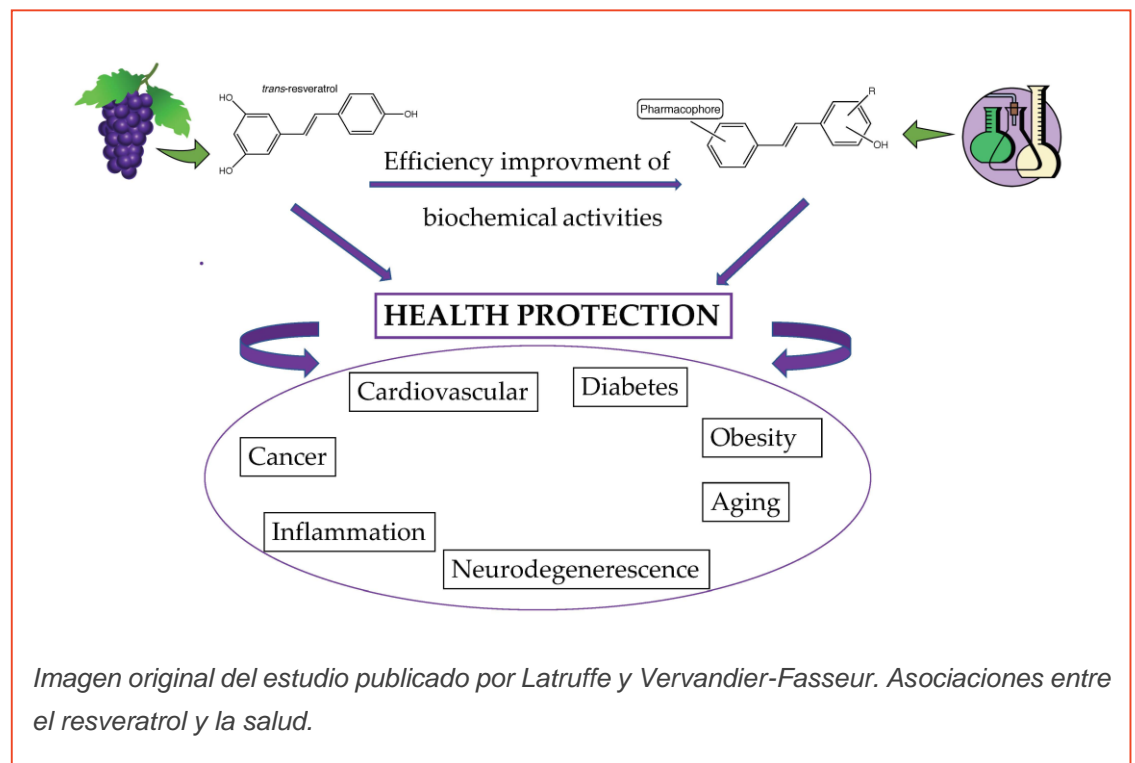 trans-resveratrol
HO
OH
HO
Pharmacophore
R
OH
Efficiency improvment of
biochemical activities
HEALTH PROTECTION
Cardiovascular
Diabetes
Obesity
Cancer
Aging
Inflammation
Neurodegenerescence
Imagen original del estudio publicado por Latruffe y Vervandier-Fasseur. Asociaciones entre
el resveratrol y la salud.